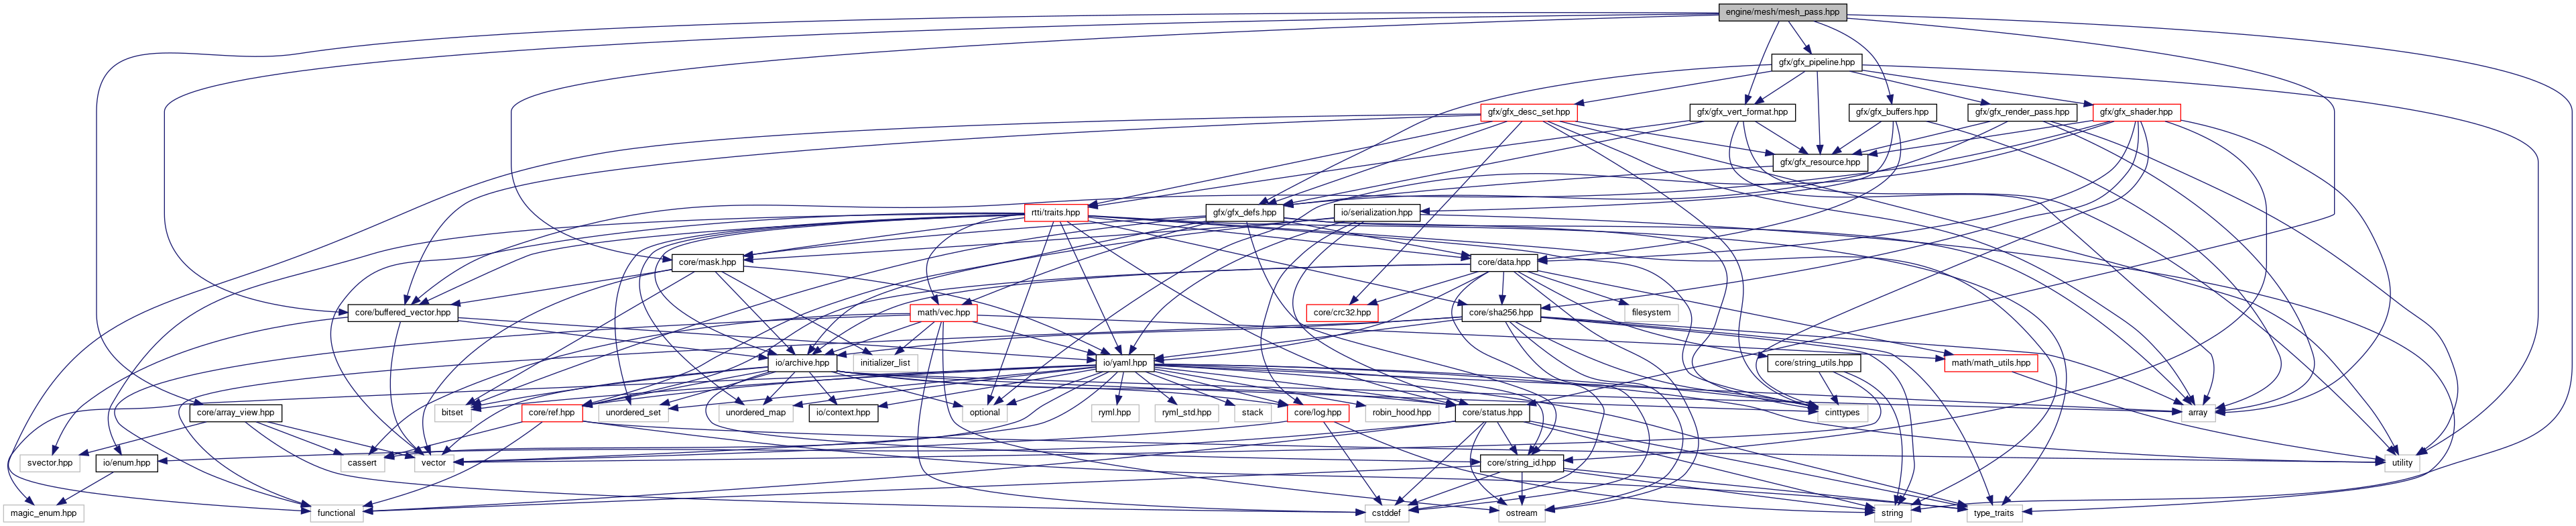 engine/mesh/mesh_pass.hpp
gfx/gfx_pipeline.hpp
gfx/gfx_desc_set.hpp
gfx/gfx_vert_format.hpp
gfx/gfx_buffers.hpp
gfx/gfx_render_pass.hpp
gfx/gfx_shader.hpp
gfx/gfx_resource.hpp
rtti/traits.hpp
gfx/gfx_defs.hpp
io/serialization.hpp
core/mask.hpp
core/data.hpp
core/buffered_vector.hpp
math/vec.hpp
core/crc32.hpp
core/sha256.hpp
filesystem
io/archive.hpp
initializer_list
io/yaml.hpp
core/string_utils.hpp
math/math_utils.hpp
core/array_view.hpp
bitset
core/ref.hpp
unordered_set
unordered_map
io/context.hpp
optional
ryml.hpp
ryml_std.hpp
stack
core/log.hpp
robin_hood.hpp
core/status.hpp
cinttypes
array
svector.hpp
io/enum.hpp
cassert
vector
core/string_id.hpp
utility
magic_enum.hpp
functional
cstddef
ostream
string
type_traits